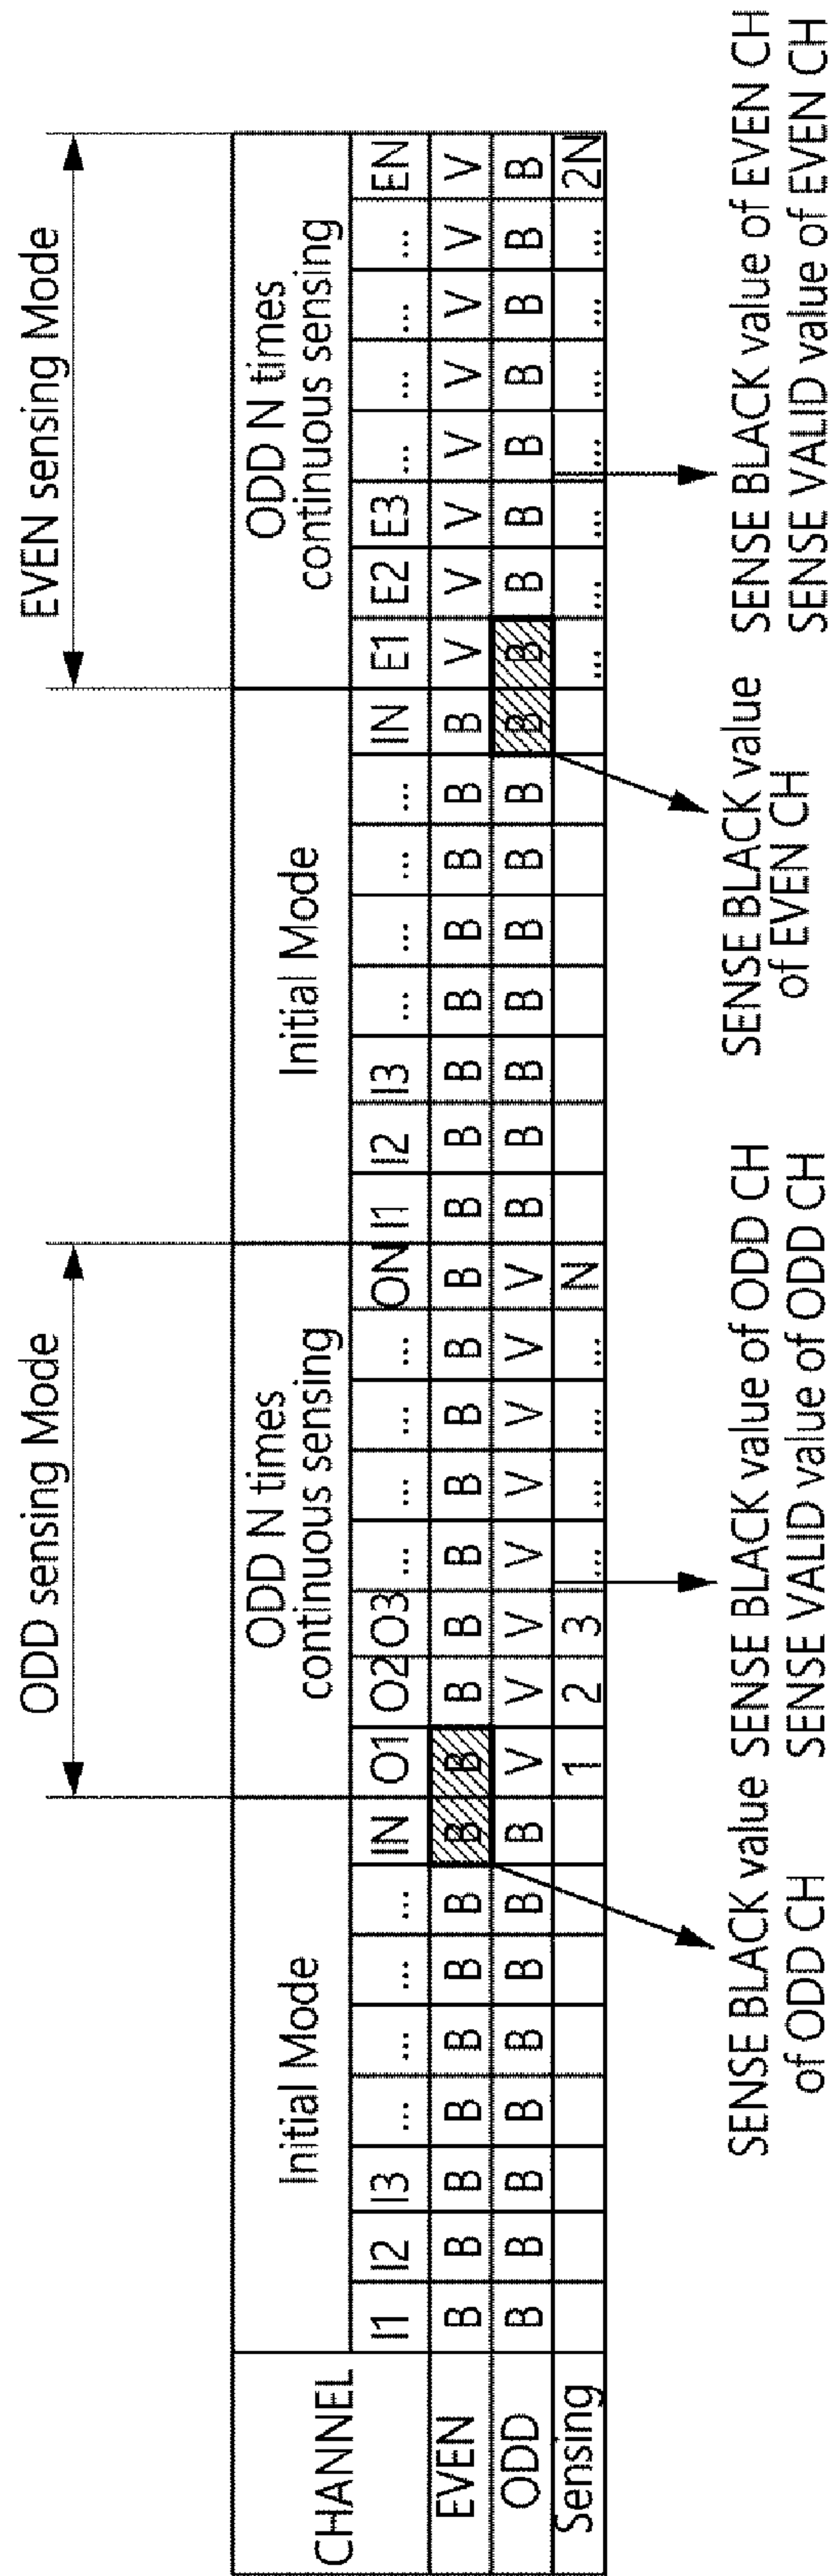 ODD sensing Mode
EVEN sensing Mode
CHANNEL
Initial Mode
ODD N times
continuous sensing
Initial Mode
ODD N times
continuous sensing
I1 I2 I3 ... ... ... ... IN O1 O2 O3 ... ... ... ... ON I1 I2 I3 ... ... ... ... IN E1 E2 E3 ... ... ... ... EN
EVEN B B B B B B B B B B B B B B B B B B B B B B B B V V V V V V V V
ODD B B B B B B B B V V V V V V V V B B B B B B B B B B B B B B B B
Sensing 1 2 3 ... ... ... ... N ... ... ... ... ... ... ... 2N
SENSE BLACK value
of ODD CH
SENSE BLACK value of ODD CH
SENSE VALID value of ODD CH
SENSE BLACK value
of EVEN CH
SENSE BLACK value of EVEN CH
SENSE VALID value of EVEN CH